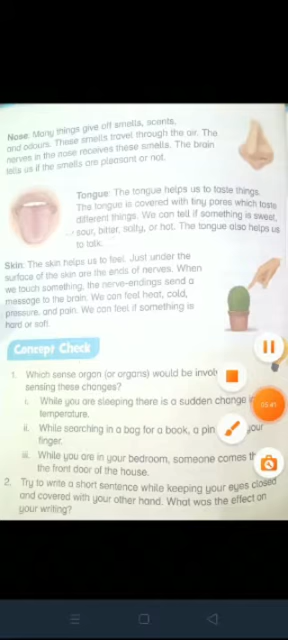 Nose: Many things give off smells, scents,
and odours. These smells travel through the air. The
nerves in the nose receives these smells. The brain
tells us if the smells are pleasant or not.
Tongue: The tongue helps us to taste things.
The tongue is covered with tiny pores which taste
different things. We can tell if something is sweet,
sour, bitter, salty, or hot. The tongue also helps us
to talk.
Skin: The skin helps us to feel. Just under the
surface of the skin are the ends of nerves. When
we touch something, the nerve-endings send a
message to the brain. We can feel heat, cold,
pressure, and pain. We can feel if something is
hard or soft.
Concept Check
1. Which sense organ (or organs) would be invol
sensing these changes?
i. While you are sleeping there is a sudden change
temperature.
ii. While searching in a bag for a book, a pin your
finger.
iii. While you are in your bedroom, someone comes
the front door of the house.
2. Try to write a short sentence while keeping your eyes closed
and covered with your other hand. What was the effect on
your writing?